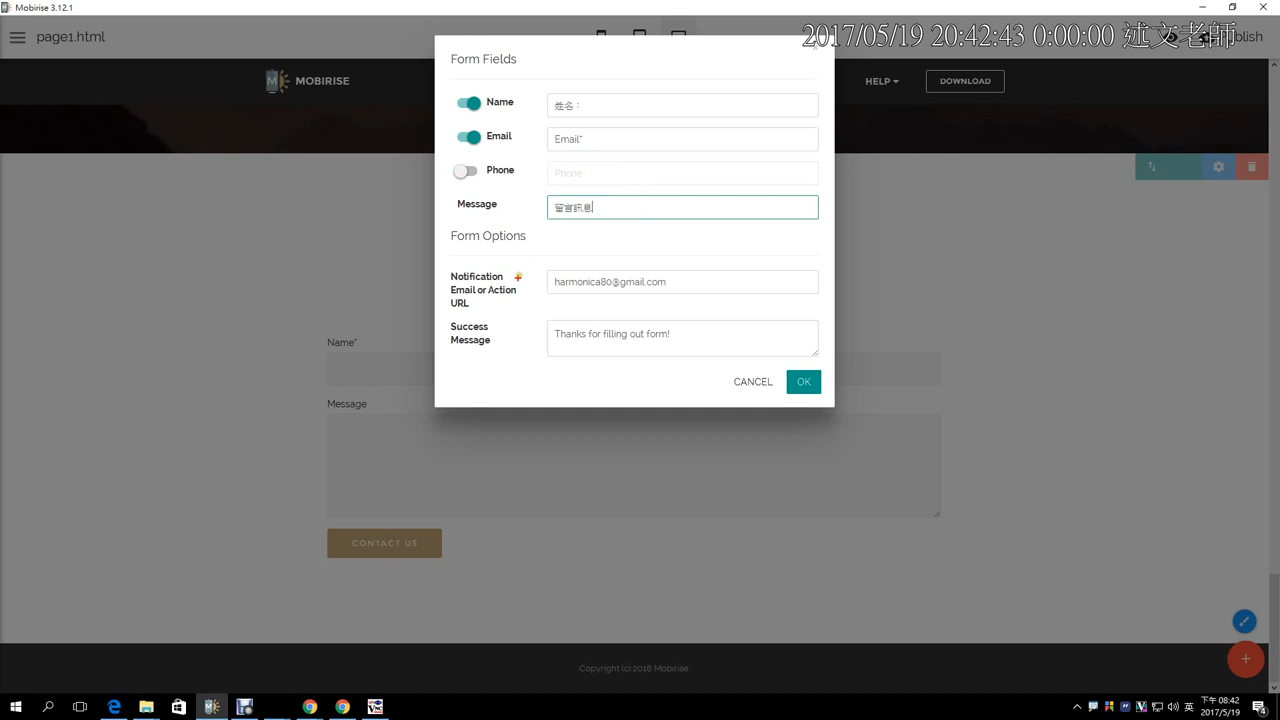 Mobirise 3.12.1
page1.html
2017/05/19 20:42:43 0:00:00 述文老師
MOBIRISE
HELP
DOWNLOAD
Form Fields
Name
姓名：
Email
Email*
Phone
Phone
Message
留言訊息
Form Options
Notification Email or Action URL
harmonica80@gmail.com
Success Message
Thanks for filling out form!
CANCEL
OK
Name*
Message
CONTACT US
Copyright (c) 2016 Mobirise.
英
下午 08:42
2017/5/19